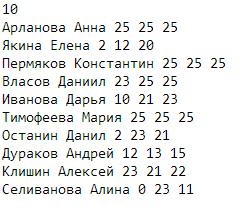 10
Арланова Анна 25 25 25
Якина Елена 2 12 20
Пермяков Константин 25 25 25
Власов Даниил 23 25 25
Иванова Дарья 10 21 23
Тимофеева Мария 25 25 25
Останин Данил 2 23 21
Дураков Андрей 12 13 15
Клишин Алексей 23 21 22
Селиванова Алина 0 23 11